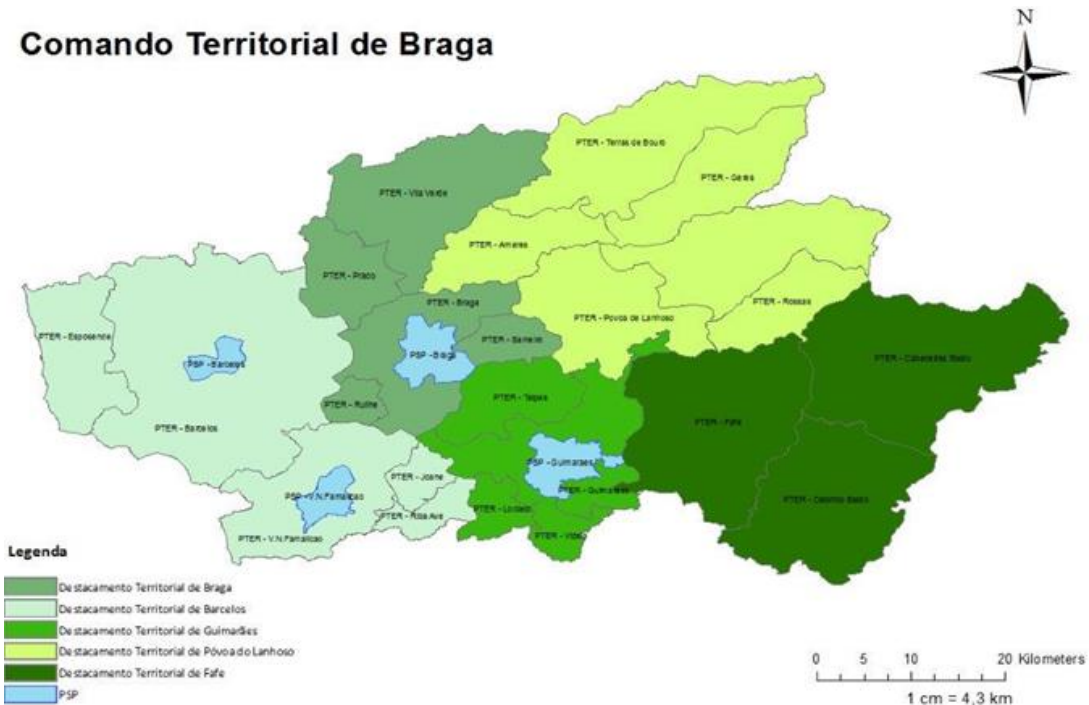 Comando Territorial de Braga
N
PTER - Terras de Bouro
PTER - Geres
PTER - Vila Verde
PTER - Amares
PTER - Prado
PTER - Braga
PTER - Rossas
PTER - Póvoa de Lanhoso
PTER - Esposende
PTER - Sameiro
PSP - Braga
PSP - Barcelos
PTER - Cabeceiras Basto
PTER - Taipas
PTER - Ruilhe
PTER - Fafe
PTER - Barcelos
PSP - Guimarães
PTER - Joane
PTER - Guimarães
PSP - V.N.Famalicao
PTER - Celorico Basto
PTER - Lordelo
PTER - Riba Ave
PTER - Vizela
PTER - V.N.Famalicao
Legenda
Destacamento Territorial de Braga
Destacamento Territorial de Barcelos
Destacamento Territorial de Guimarães
Destacamento Territorial de Póvoa do Lanhoso
Destacamento Territorial de Fafe
PSP
0 5 10 20 Kilometers
1 cm = 4,3 km